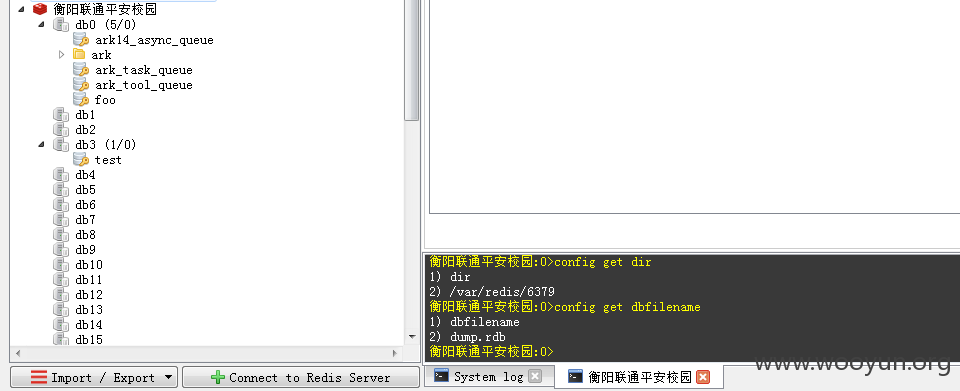 衡阳联通平安校园
db0 (5/0)
ark14_async_queue
ark
ark_task_queue
ark_tool_queue
foo
db1
db2
db3 (1/0)
test
db4
db5
db6
db7
db8
db9
db10
db11
db12
db13
db14
db15
Import / Export
Connect to Redis Server
衡阳联通平安校园:0>config get dir
1) dir
2) /var/redis/6379
衡阳联通平安校园:0>config get dbfilename
1) dbfilename
2) dump.rdb
衡阳联通平安校园:0>
System log
衡阳联通平安校园
www.wooyun.org